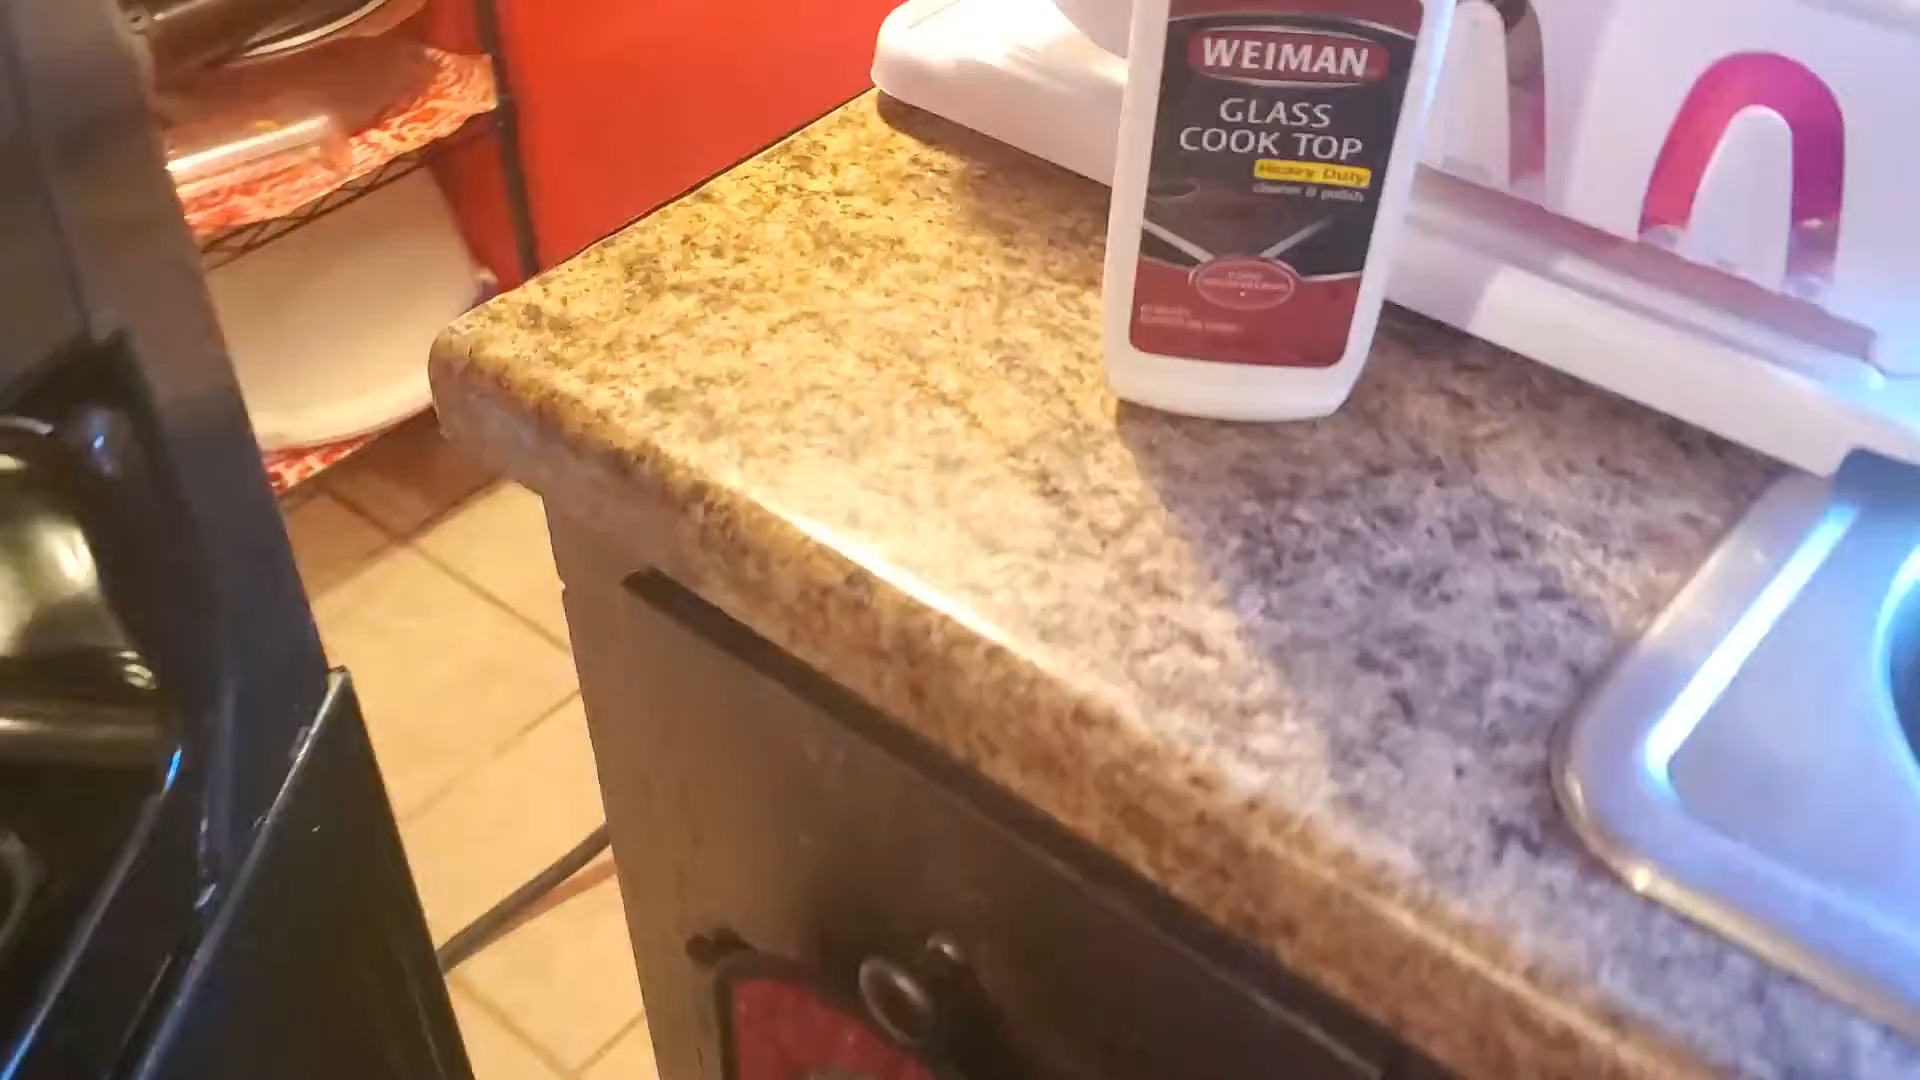 WEIMAN
GLASS
COOK TOP
Heavy Duty
cleaner & polish